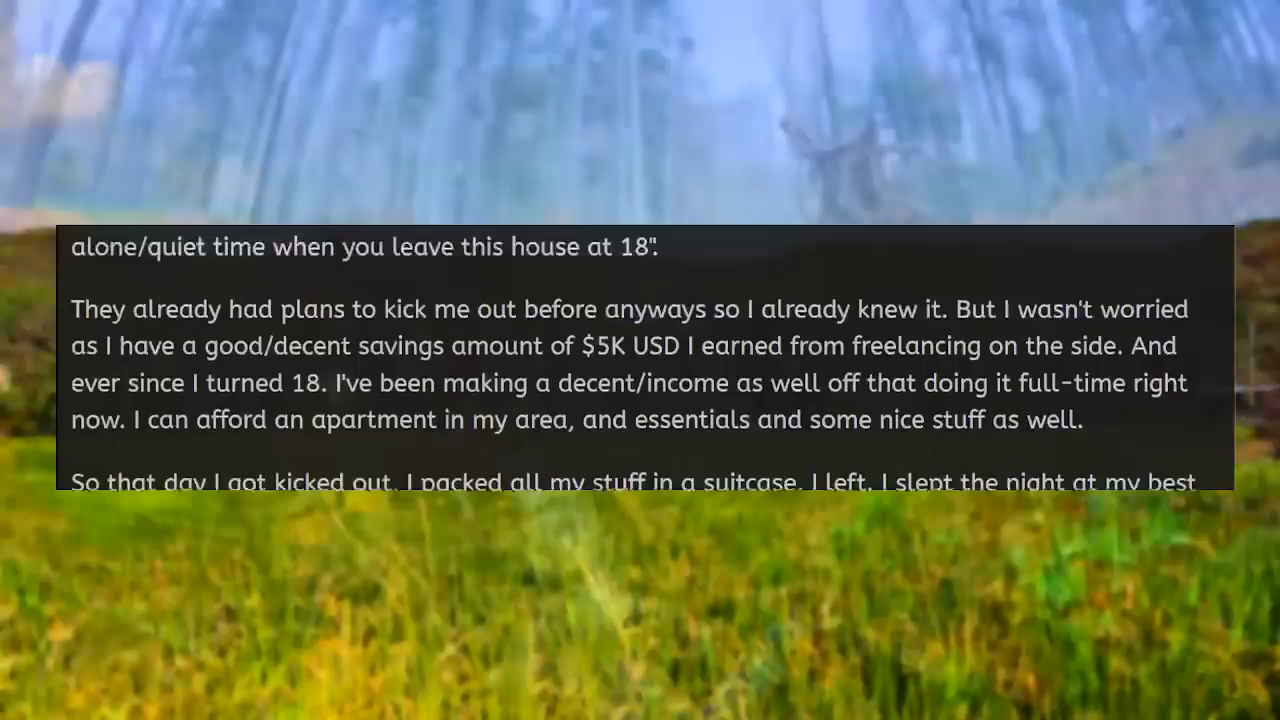 alone/quiet time when you leave this house at 18".
They already had plans to kick me out before anyways so I already knew it. But I wasn't worried
as I have a good/decent savings amount of $5K USD I earned from freelancing on the side. And
ever since I turned 18. I've been making a decent/income as well off that doing it full-time right
now. I can afford an apartment in my area, and essentials and some nice stuff as well.
So that day I got kicked out. I packed all my stuff in a suitcase. I left. I slept the night at my best